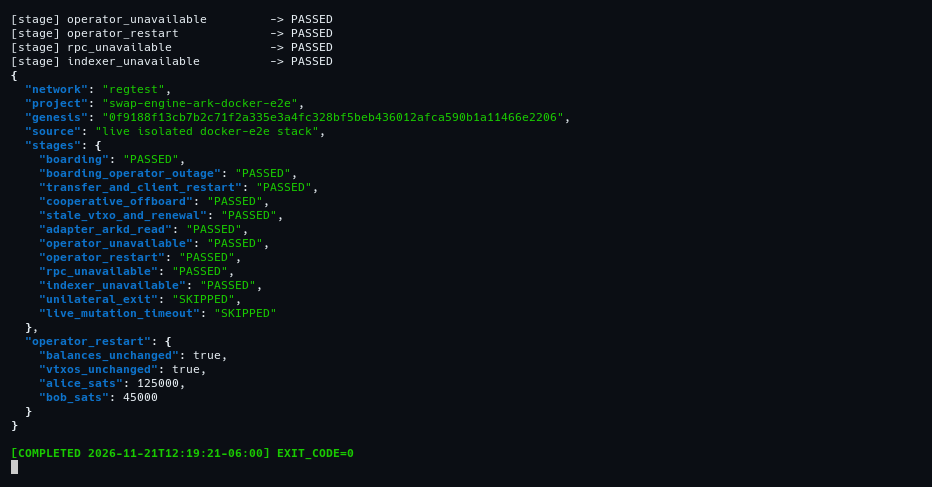 [stage] operator_unavailable         -> PASSED
[stage] operator_restart             -> PASSED
[stage] rpc_unavailable              -> PASSED
[stage] indexer_unavailable          -> PASSED
{
  "network": "regtest",
  "project": "swap-engine-ark-docker-e2e",
  "genesis": "0f9188f13cb7b2c71f2a335e3a4fc328bf5beb436012afca590b1a11466e2206",
  "source": "live isolated docker-e2e stack",
  "stages": {
    "boarding": "PASSED",
    "boarding_operator_outage": "PASSED",
    "transfer_and_client_restart": "PASSED",
    "cooperative_offboard": "PASSED",
    "stale_vtxo_and_renewal": "PASSED",
    "adapter_arkd_read": "PASSED",
    "operator_unavailable": "PASSED",
    "operator_restart": "PASSED",
    "rpc_unavailable": "PASSED",
    "indexer_unavailable": "PASSED",
    "unilateral_exit": "SKIPPED",
    "live_mutation_timeout": "SKIPPED"
  },
  "operator_restart": {
    "balances_unchanged": true,
    "vtxos_unchanged": true,
    "alice_sats": 125000,
    "bob_sats": 45000
  }
}
[COMPLETED 2026-11-21T12:19:21-06:00] EXIT_CODE=0